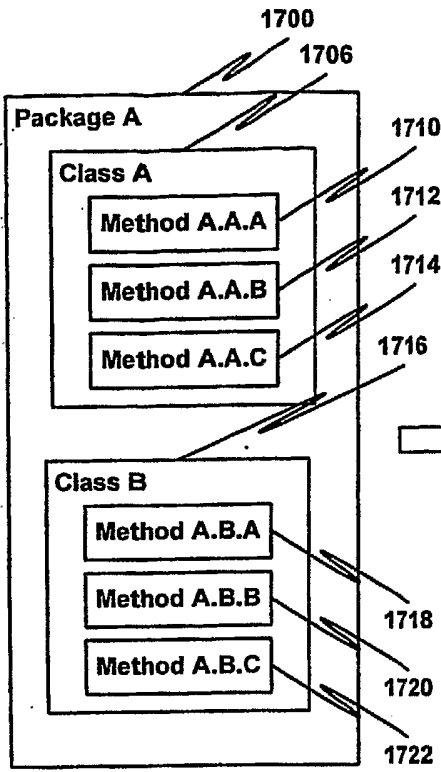 1700
1706
Package A
1710
Class A
1712
Method A.A.A
1714
Method A.A.B
1716
Method A.A.C
Class B
Method A.B.A
1718
Method A.B.B
1720
Method A.B.C
1722